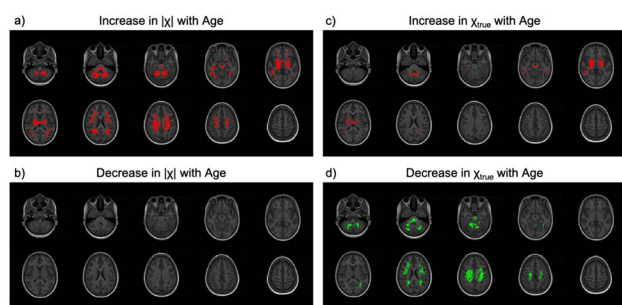 a) Increase in |χ| with Age
c) Increase in χtrue with Age
b) Decrease in |χ| with Age
d) Decrease in χtrue with Age